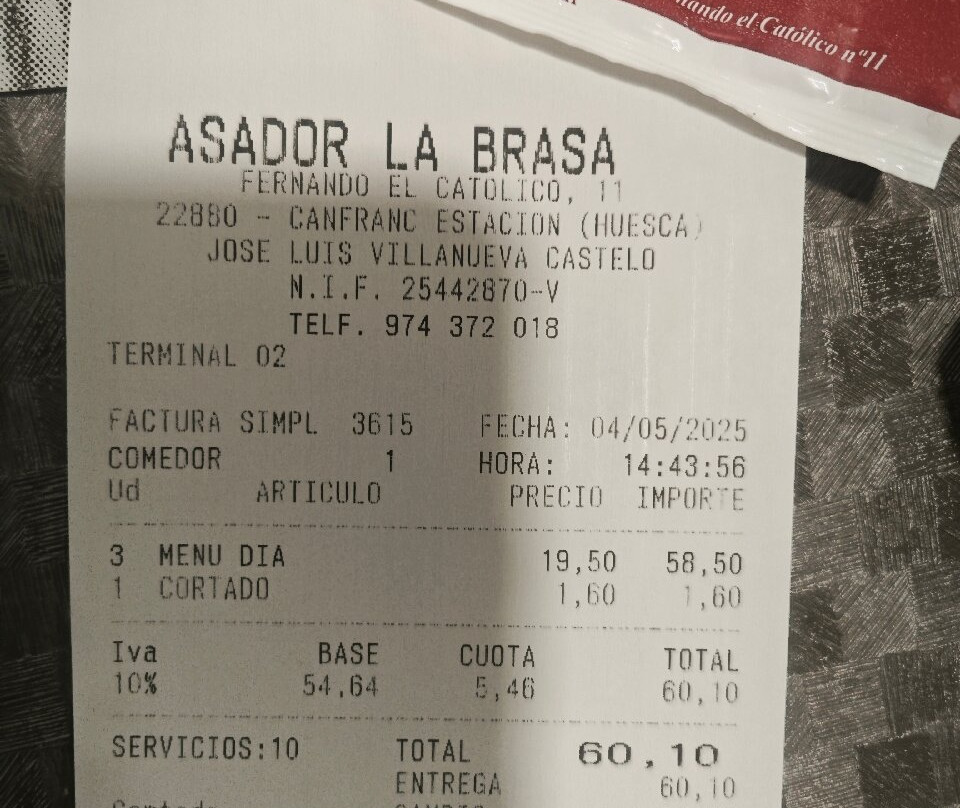 nando el Católico nº11
ASADOR LA BRASA
FERNANDO EL CATOLICO, 11
22880 - CANFRANC ESTACION (HUESCA)
JOSE LUIS VILLANUEVA CASTELO
N.I.F. 25442870-V
TELF. 974 372 018
TERMINAL 02
FACTURA SIMPL 3615 FECHA: 04/05/2025
COMEDOR 1 HORA: 14:43:56
Ud ARTICULO PRECIO IMPORTE
3 MENU DIA 19,50 58,50
1 CORTADO 1,60 1,60
Iva BASE CUOTA TOTAL
10% 54,64 5,46 60,10
SERVICIOS:10 TOTAL 60,10
ENTREGA 60,10